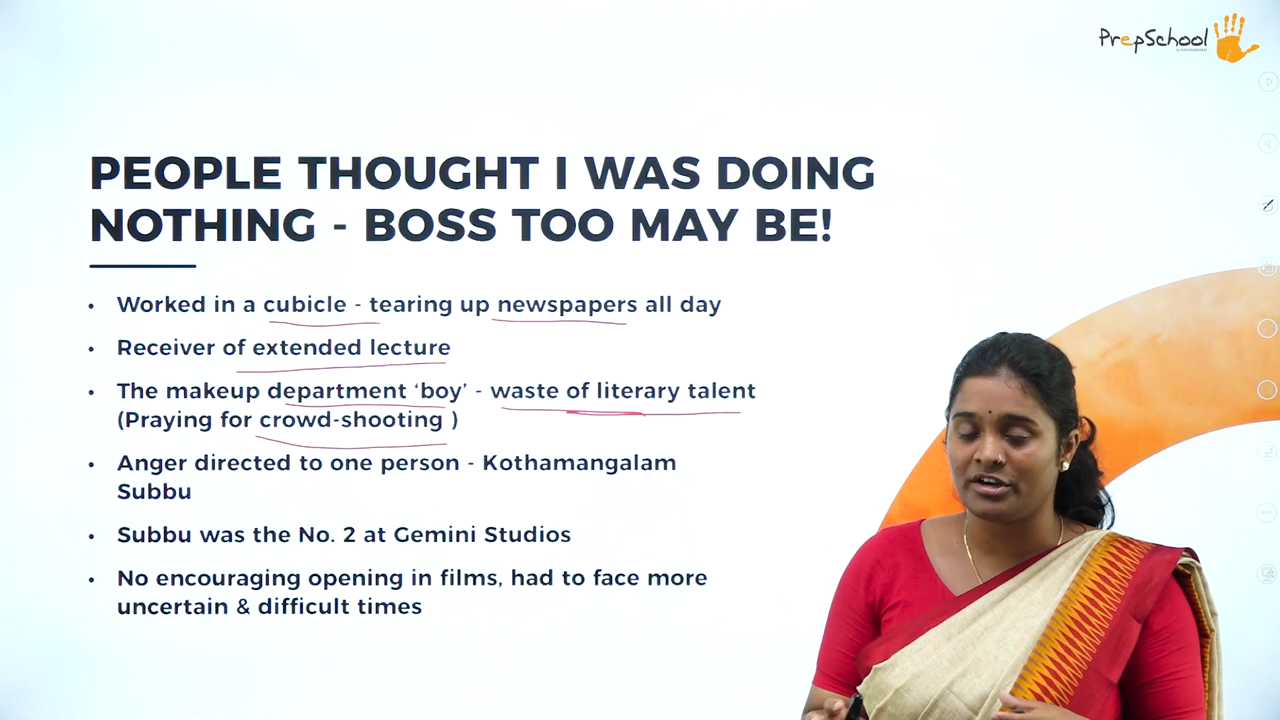 PrepSchool
PEOPLE THOUGHT I WAS DOING
NOTHING - BOSS TOO MAY BE!
• Worked in a cubicle - tearing up newspapers all day
• Receiver of extended lecture
• The makeup department ‘boy’ - waste of literary talent
(Praying for crowd-shooting )
• Anger directed to one person - Kothamangalam
Subbu
• Subbu was the No. 2 at Gemini Studios
• No encouraging opening in films, had to face more
uncertain & difficult times